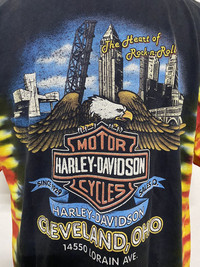 The Heart of
Rock-n-Roll
MOTOR
HARLEY-DAVIDSON
CYCLES
HARLEY-DAVIDSON
CLEVELAND, OHIO
14550 LORAIN AVE.